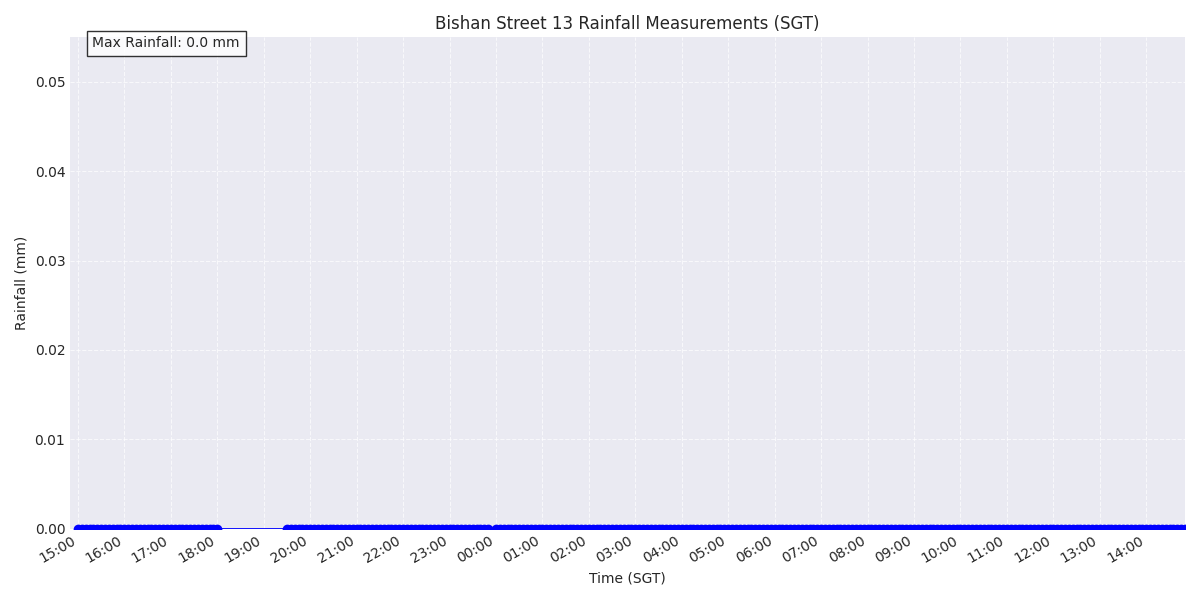 Bishan Street 13 Rainfall Measurements (SGT)
Max Rainfall: 0.0 mm
0.05
0.04
0.03
0.02
0.01
0.00
Rainfall (mm)
15:00 16:00 17:00 18:00 19:00 20:00 21:00 22:00 23:00 00:00 01:00 02:00 03:00 04:00 05:00 06:00 07:00 08:00 09:00 10:00 11:00 12:00 13:00 14:00
Time (SGT)